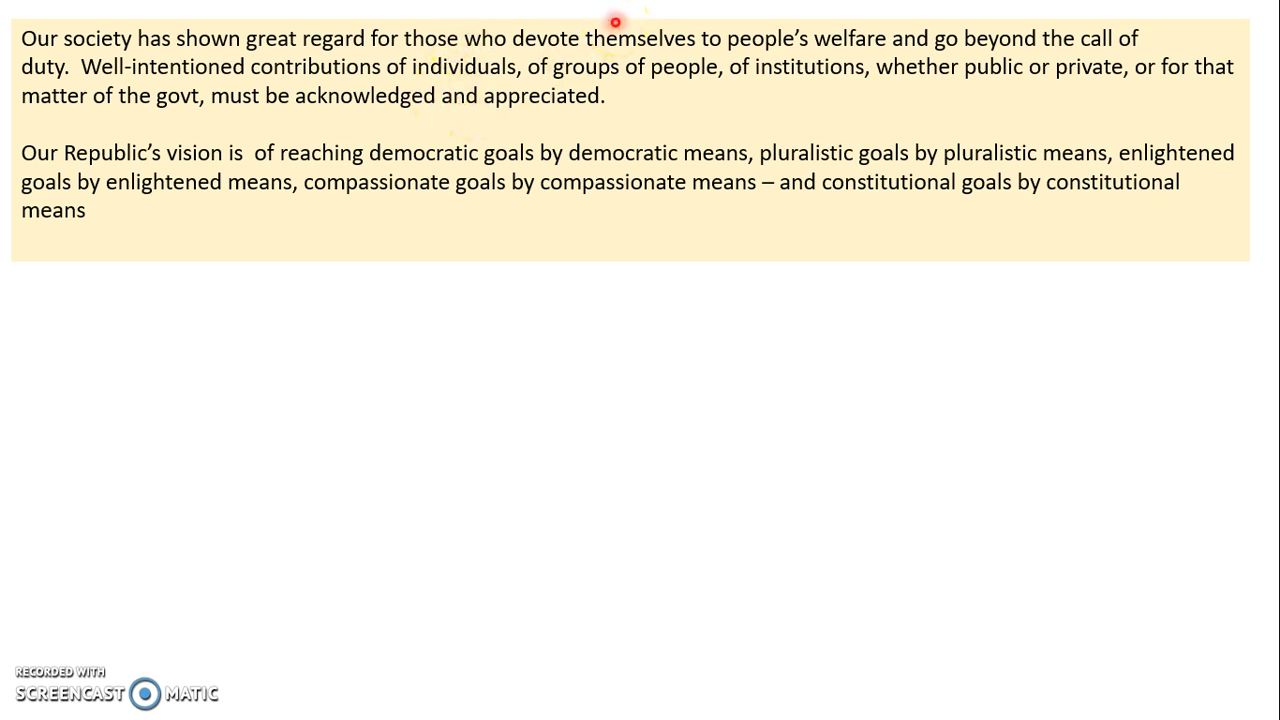 Our society has shown great regard for those who devote themselves to people’s welfare and go beyond the call of
duty.  Well-intentioned contributions of individuals, of groups of people, of institutions, whether public or private, or for that
matter of the govt, must be acknowledged and appreciated.
Our Republic’s vision is  of reaching democratic goals by democratic means, pluralistic goals by pluralistic means, enlightened
goals by enlightened means, compassionate goals by compassionate means – and constitutional goals by constitutional
means
RECORDED WITH
SCREENCAST MATIC